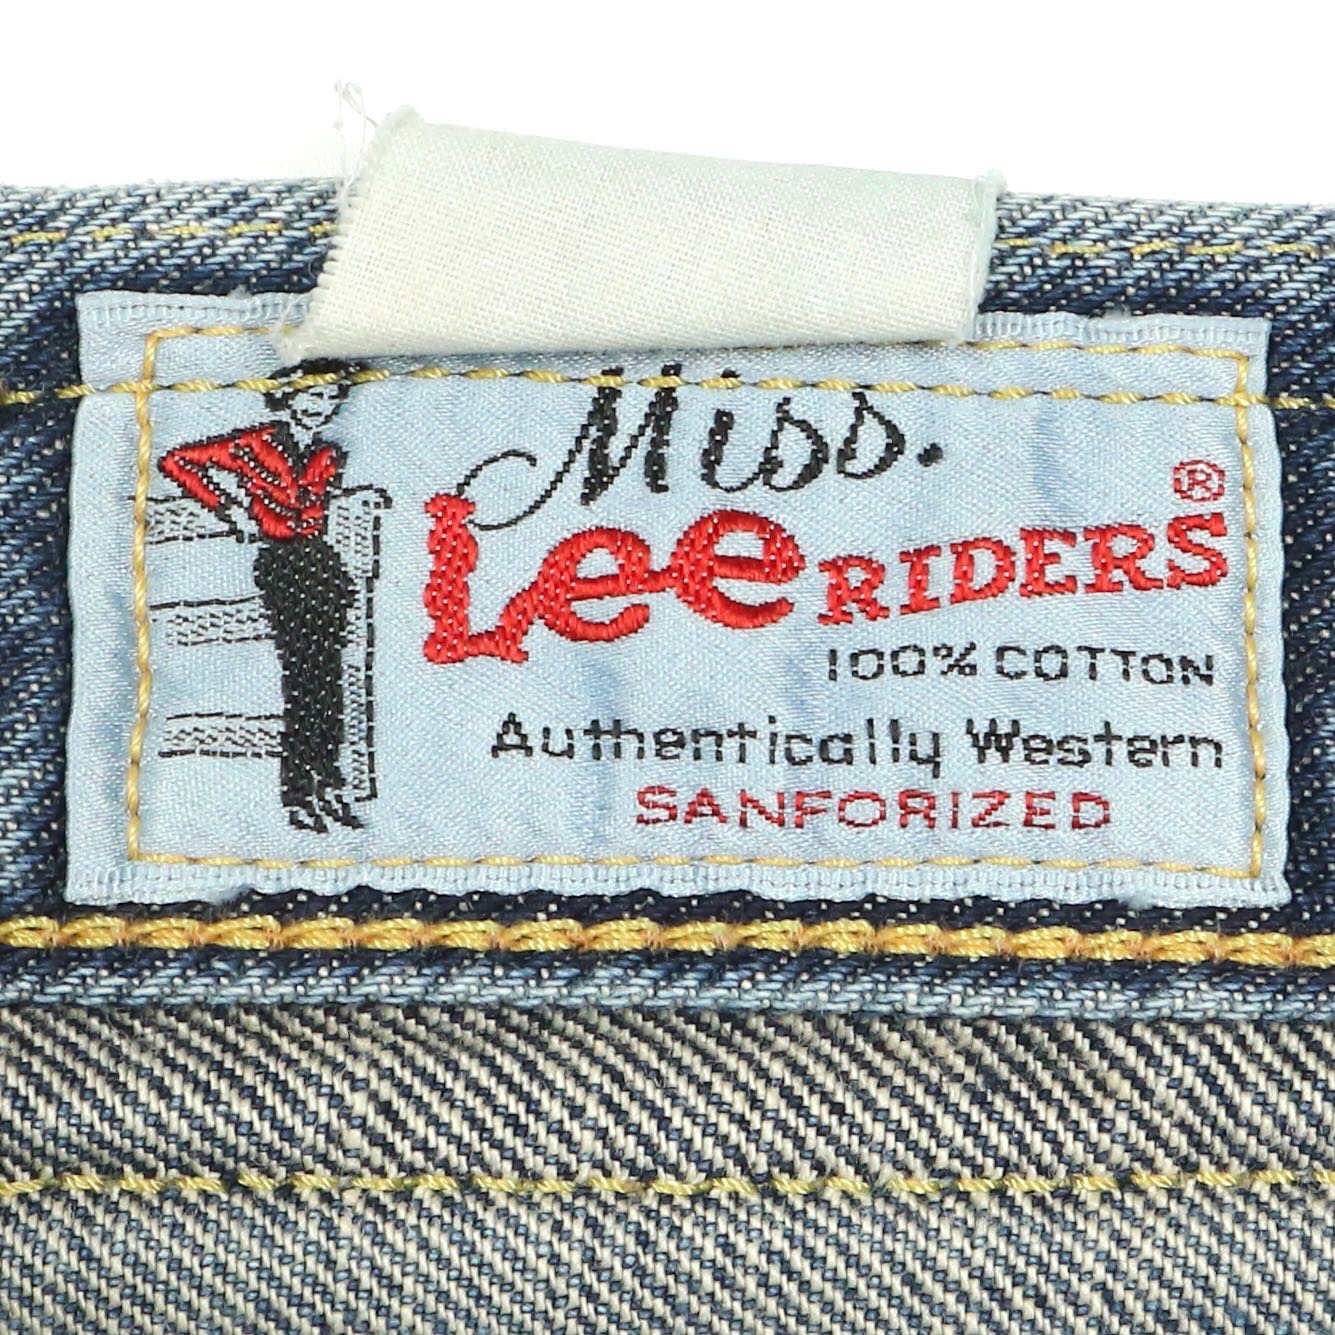 Miss.
Lee RIDERS ®
100% COTTON
Authentically Western
SANFORIZED